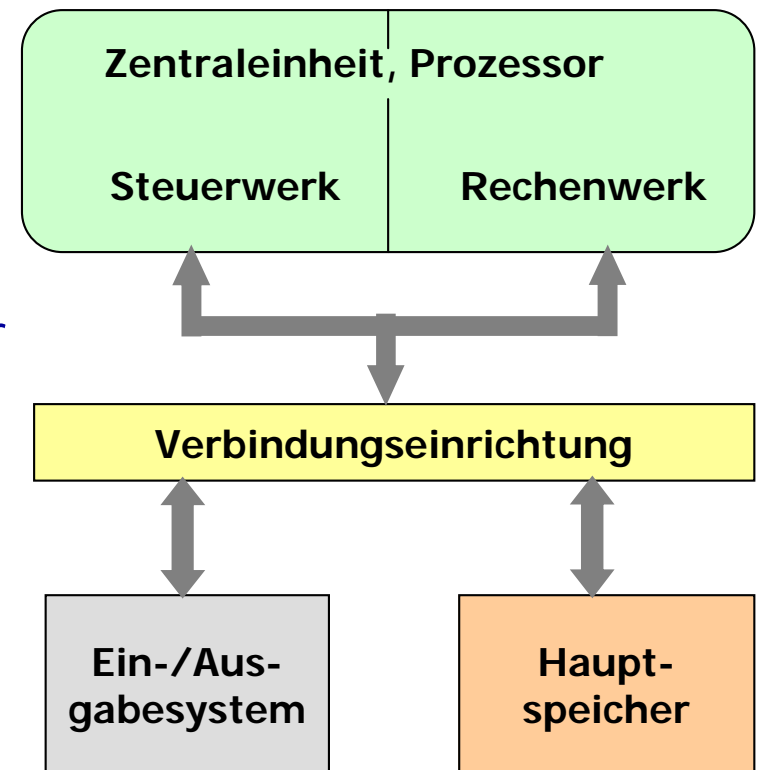 Zentraleinheit, Prozessor
Steuerwerk Rechenwerk
Verbindungseinrichtung
Ein-/Aus-
gabesystem
Haupt-
speicher